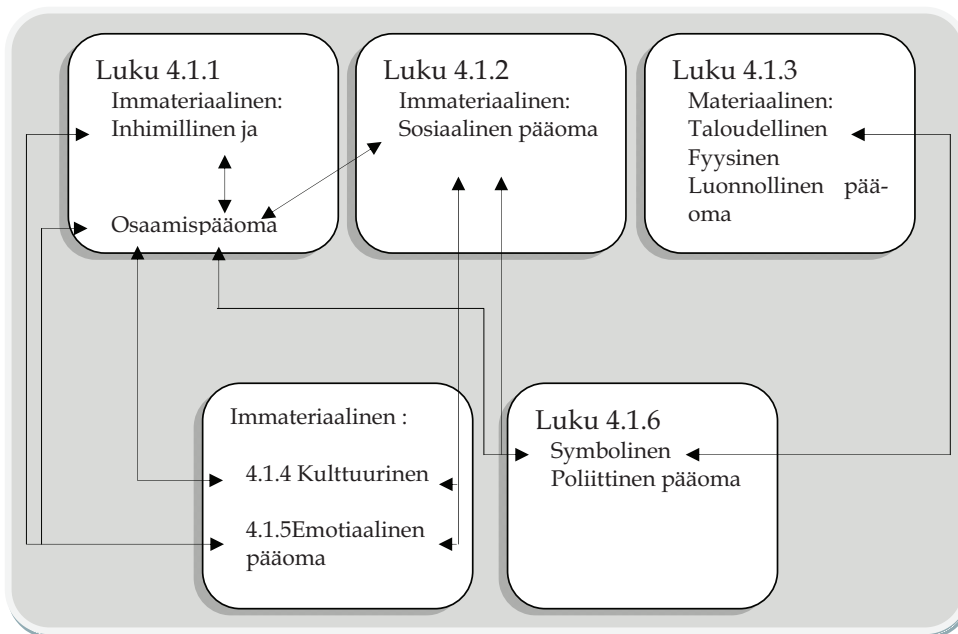 Luku 4.1.1
Immateriaalinen:
Inhimillinen ja
Osaamispääoma
Luku 4.1.2
Immateriaalinen:
Sosiaalinen pääoma
Luku 4.1.3
Materiaalinen:
Taloudellinen
Fyysinen
Luonnollinen pää-
oma
Immateriaalinen :
4.1.4 Kulttuurinen
4.1.5Emotiaalinen
pääoma
Luku 4.1.6
Symbolinen
Poliittinen pääoma